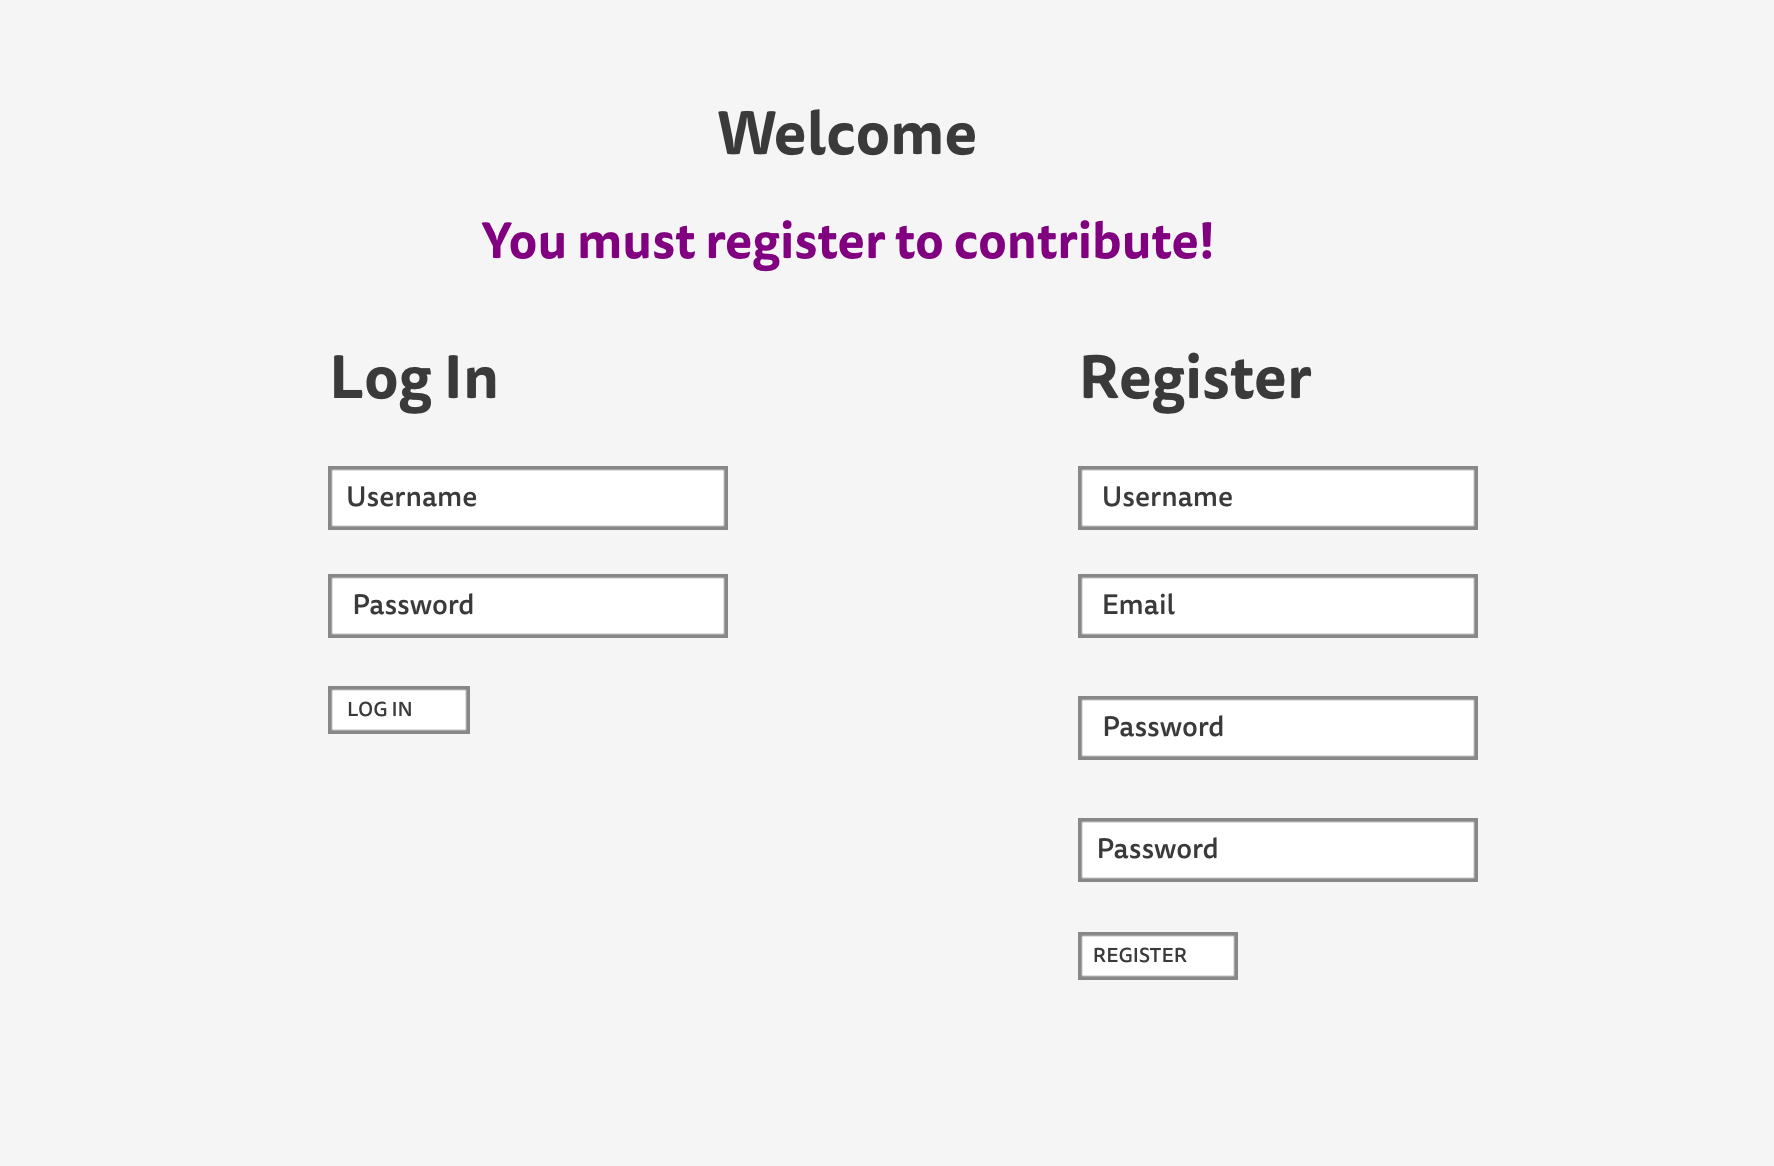 Welcome
You must register to contribute!
Log In
Username
Password
LOG IN
Register
Username
Email
Password
Password
REGISTER